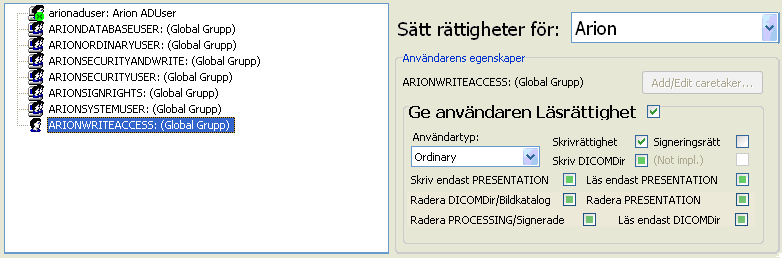 arionaduser: Arion ADUser
ARIONDATABASEUSER: (Global Grupp)
ARIONORDINARYUSER: (Global Grupp)
ARIONSECURITYANDWRITE: (Global Grupp)
ARIONSECURITYUSER: (Global Grupp)
ARIONSIGNRIGHTS: (Global Grupp)
ARIONSYSTEMUSER: (Global Grupp)
ARIONWRITEACCESS: (Global Grupp)
Sätt rättigheter för: Arion
Användarens egenskaper
ARIONWRITEACCESS: (Global Grupp) Add/Edit caretaker...
Ge användaren Läsrättighet
Användartyp: Skrivrättighet Signeringsrätt
Ordinary Skriv DICOMDir (Not impl.)
Skriv endast PRESENTATION Läs endast PRESENTATION
Radera DICOMDir/Bildkatalog Radera PRESENTATION
Radera PROCESSING/Signerade Läs endast DICOMDir